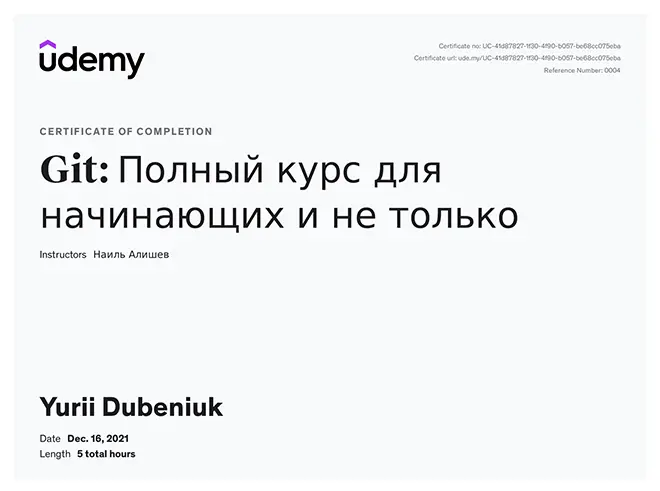 udemy
Certificate no: UC-41d87827-1f30-4f90-b057-be68cc075eba
Certificate url: ude.my/UC-41d87827-1f30-4f90-b057-be68cc075eba
Reference Number: 0004
CERTIFICATE OF COMPLETION
Git: Полный курс для
начинающих и не только
Instructors Наиль Алишев
Yurii Dubeniuk
Date Dec. 16, 2021
Length 5 total hours